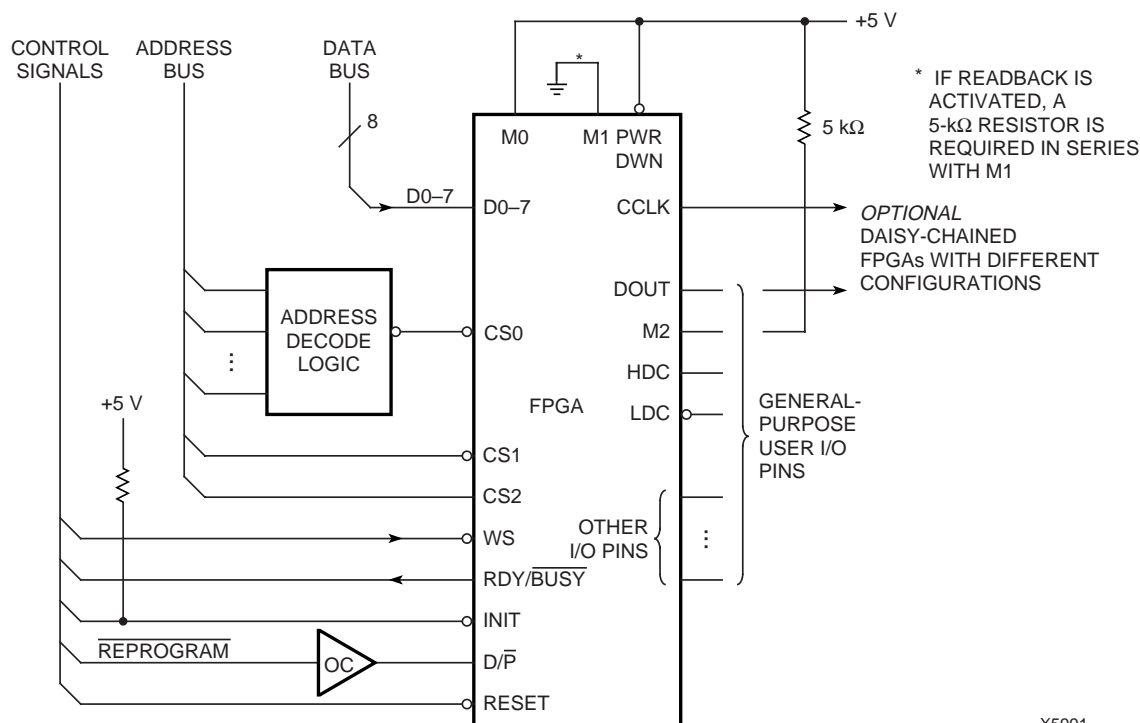 +5 V
CONTROL
SIGNALS
ADDRESS
BUS
DATA
BUS
*
* IF READBACK IS
ACTIVATED, A
5-kΩ RESISTOR IS
REQUIRED IN SERIES
WITH M1
8
5 kΩ
M0
M1
PWR
DWN
D0–7
D0–7
CCLK
OPTIONAL
DAISY-CHAINED
FPGAs WITH DIFFERENT
CONFIGURATIONS
DOUT
ADDRESS
DECODE
LOGIC
CS0
M2
HDC
+5 V
FPGA
LDC
GENERAL-
PURPOSE
USER I/O
PINS
CS1
CS2
OTHER
I/O PINS
WS
RDY/BUSY
INIT
REPROGRAM
OC
D/P
RESET